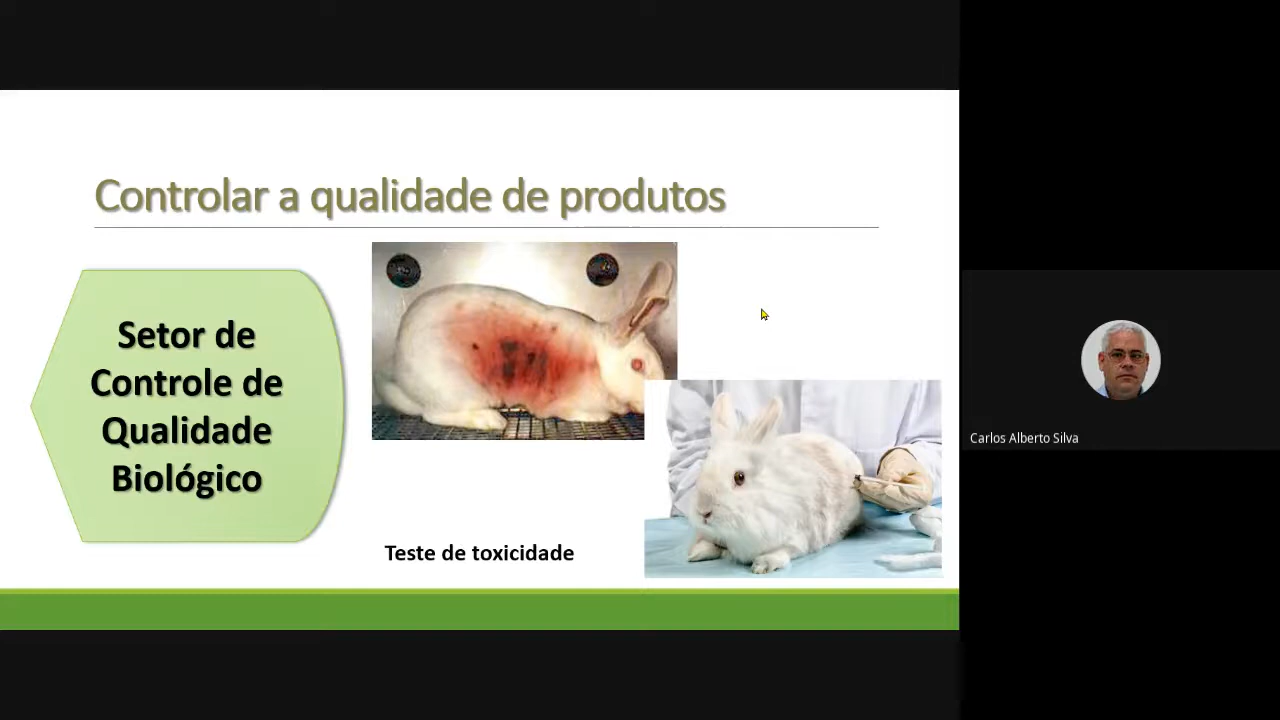 Controlar a qualidade de produtos
Setor de
Controle de
Qualidade
Biológico
Teste de toxicidade
Carlos Alberto Silva